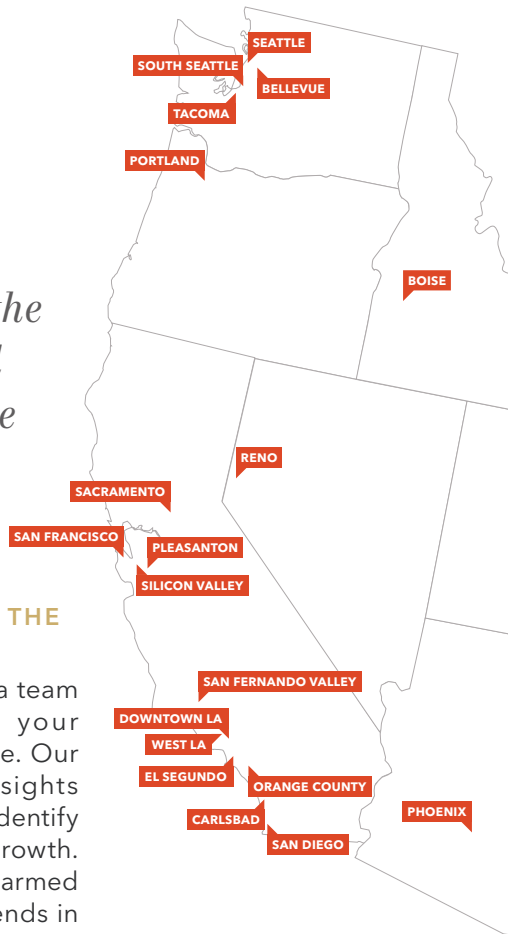 SEATTLE
SOUTH SEATTLE
BELLEVUE
TACOMA
PORTLAND
BOISE
the
e
RENO
SACRAMENTO
SAN FRANCISCO
PLEASANTON
SILICON VALLEY
THE
a team
your
e. Our
sights
dentify
rowth.
armed
ends in
SAN FERNANDO VALLEY
DOWNTOWN LA
WEST LA
EL SEGUNDO
ORANGE COUNTY
CARLSBAD
SAN DIEGO
PHOENIX